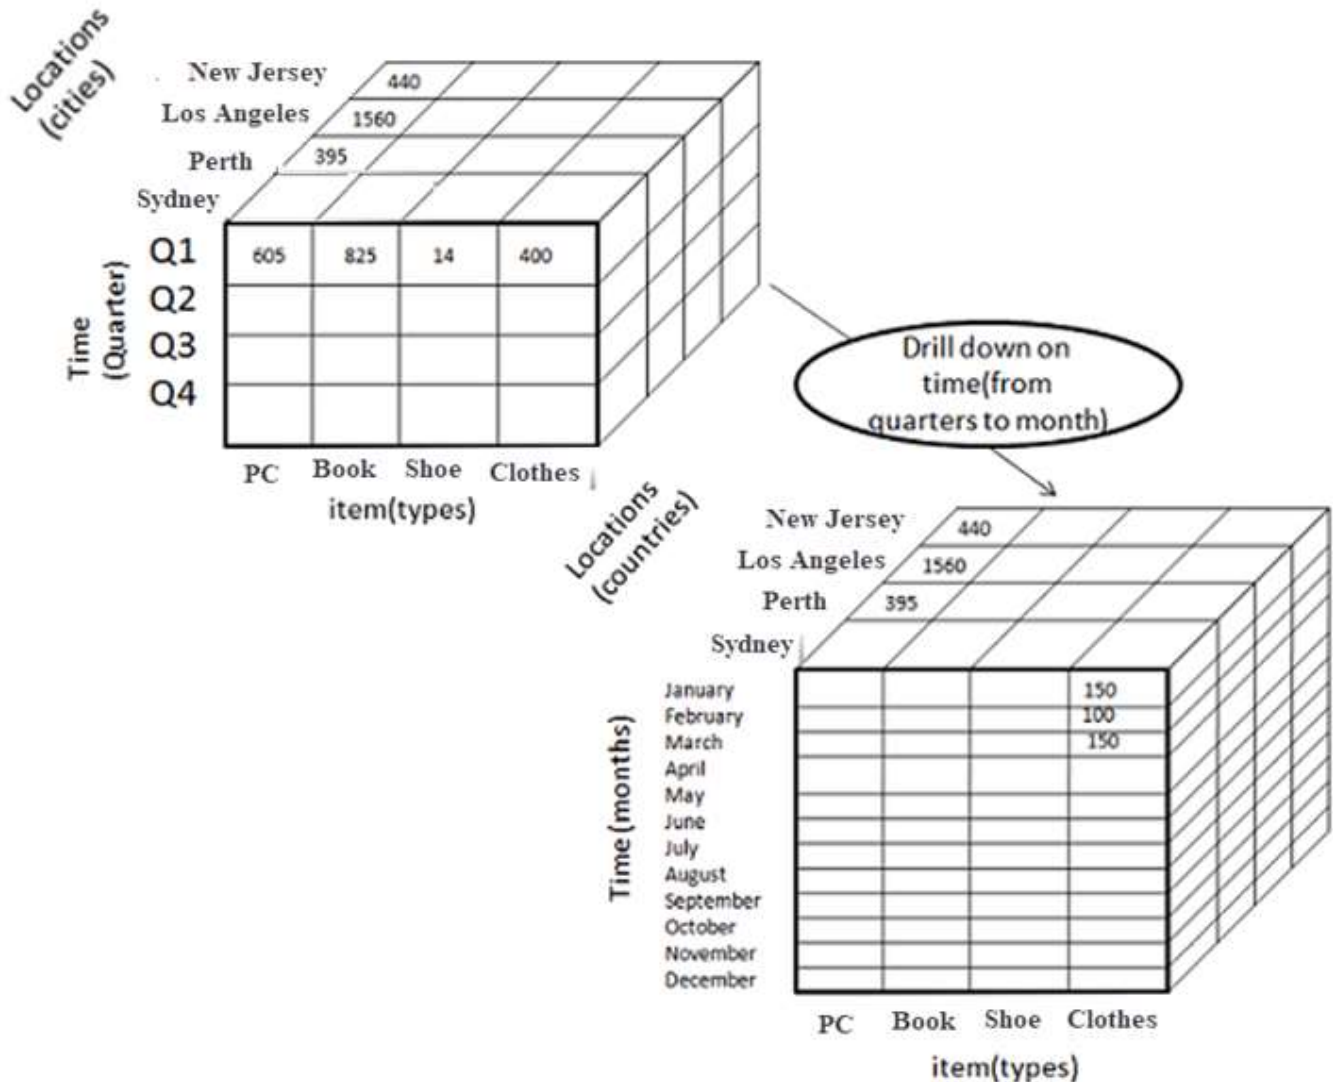 Locations
(cities)
New Jersey
440
Los Angeles
1560
Perth
395
Sydney
Time
(Quarter)
Q1
605 825 14 400
Q2
Q3
Q4
PC Book Shoe Clothes
item(types)
Drill down on
time(from
quarters to month)
Locations
(countries)
New Jersey
440
Los Angeles
1560
Perth
395
Sydney
Time (months)
January 150
February 100
March 150
April
May
June
July
August
September
October
November
December
PC Book Shoe Clothes
item(types)